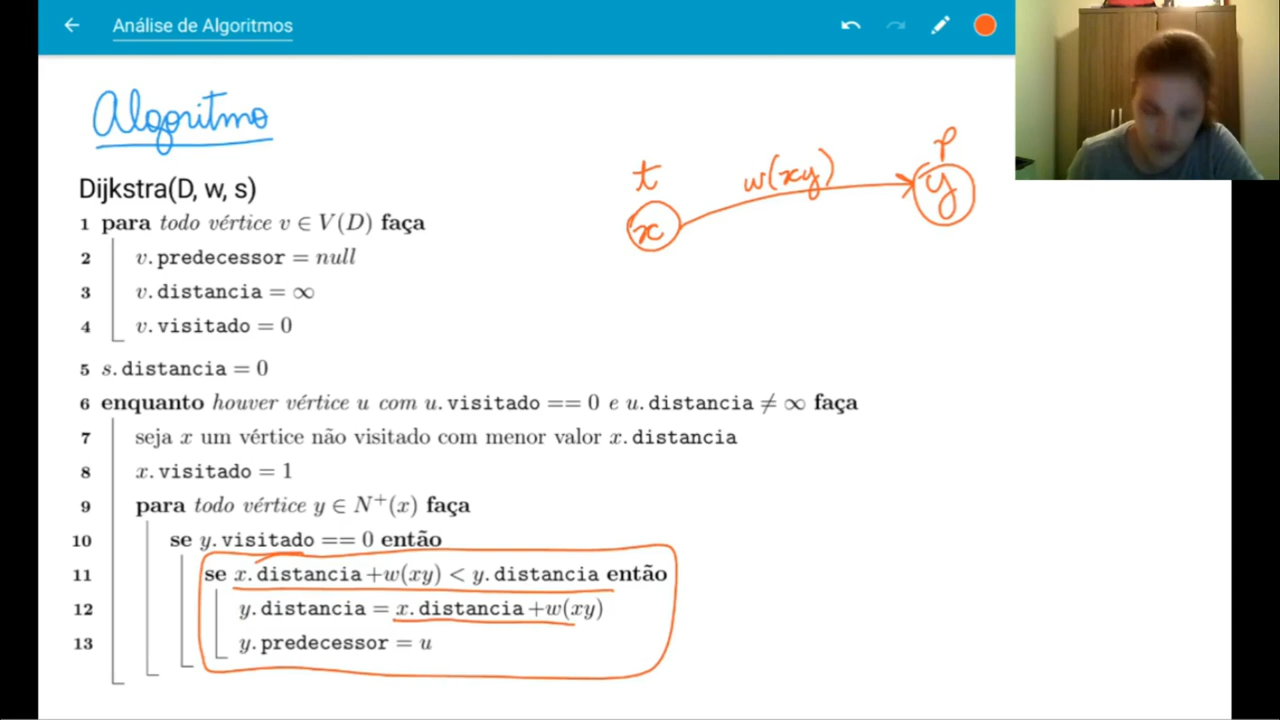 Análise de Algoritmos
Algoritmo
Dijkstra(D, w, s)
1 para todo vértice v ∈ V(D) faça
2 v.predecessor = null
3 v.distancia = ∞
4 v.visitado = 0
5 s.distancia = 0
6 enquanto houver vértice u com u.visitado == 0 e u.distancia ≠ ∞ faça
7 seja x um vértice não visitado com menor valor x.distancia
8 x.visitado = 1
9 para todo vértice y ∈ N⁺(x) faça
10 se y.visitado == 0 então
11 se x.distancia+w(xy) < y.distancia então
12 y.distancia = x.distancia+w(xy)
13 y.predecessor = u
t
x
w(xy)
y